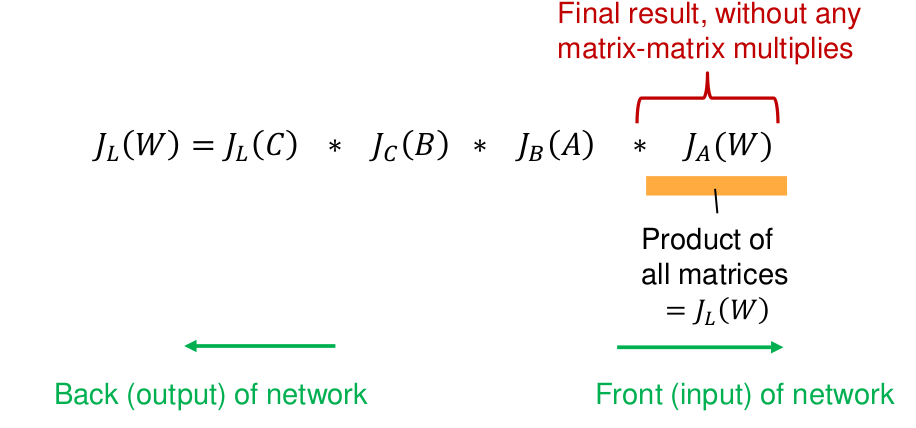 Final result, without any
matrix-matrix multiplies
J_L(W) = J_L(C) * J_C(B) * J_B(A) * J_A(W)
Product of
all matrices
= J_L(W)
Back (output) of network
Front (input) of network